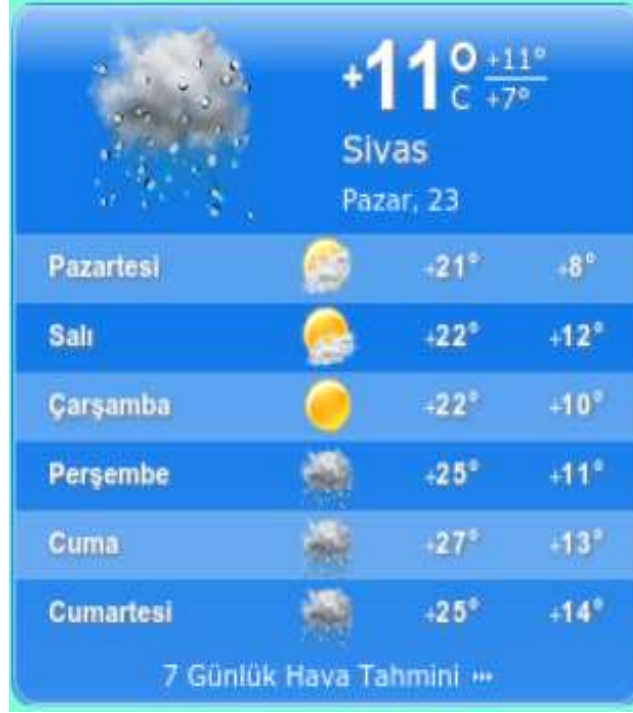 +11° C +11° +7°
Sivas
Pazar, 23
Pazartesi +21° +8°
Salı +22° +12°
Çarşamba +22° +10°
Perşembe +25° +11°
Cuma +27° +13°
Cumartesi +25° +14°
7 Günlük Hava Tahmini ···